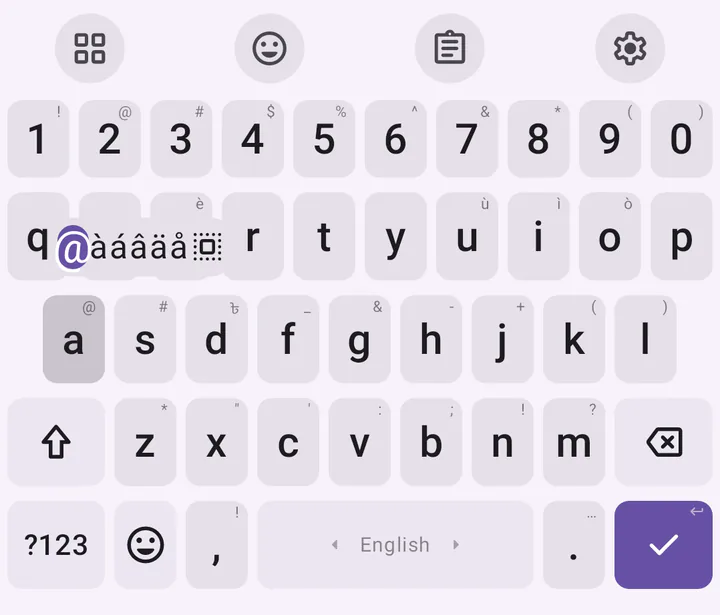 1 ! 2 @ 3 # 4 $ 5 % 6 ^ 7 & 8 * 9 ( 0 )
q è r t y u ù i ì o ò p
@ à á â ä å
a @ s # d ъ f _ g & h - j + k ( l )
z * x " c ' v : b ; n ! m ?
?123 , ! English . …